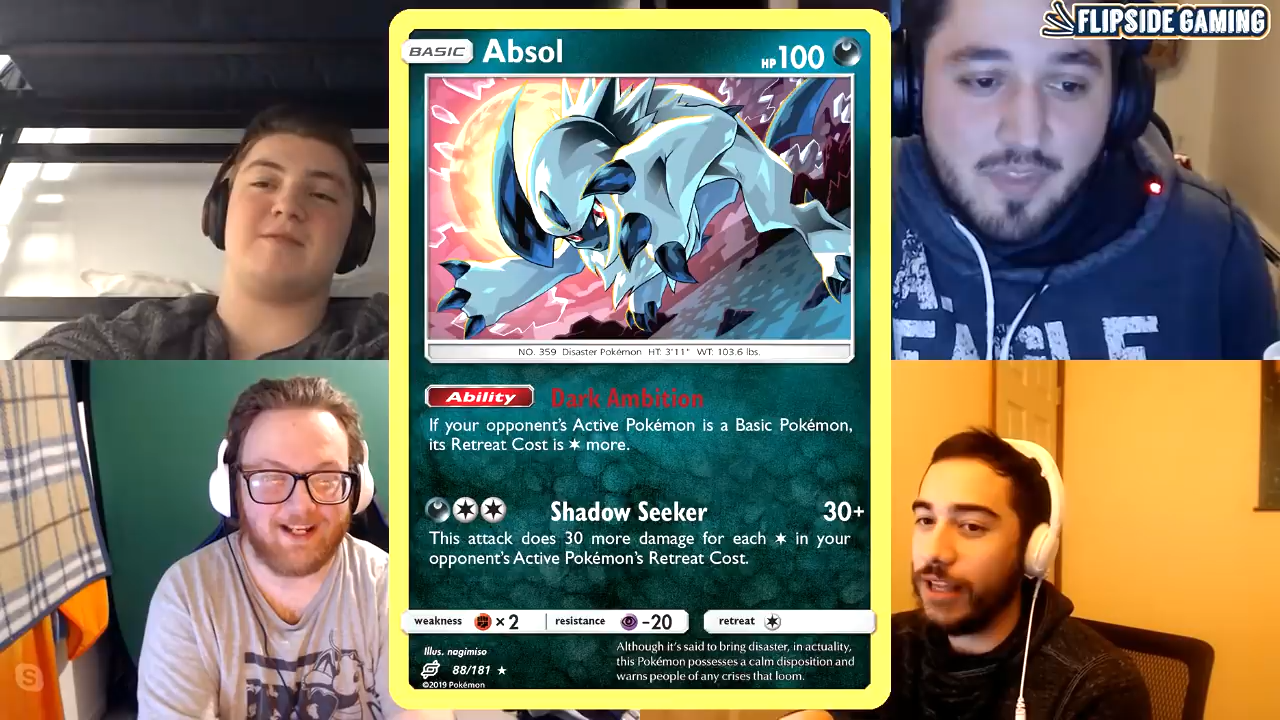 FLIPSIDE GAMING
BASIC Absol HP 100
NO. 359 Disaster Pokémon HT: 3'11" WT: 103.6 lbs.
Ability Dark Ambition
If your opponent's Active Pokémon is a Basic Pokémon,
its Retreat Cost is more.
Shadow Seeker 30+
This attack does 30 more damage for each in your
opponent's Active Pokémon's Retreat Cost.
weakness ×2 resistance -20 retreat
Illus. nagimiso
88/181
©2019 Pokémon
Although it's said to bring disaster, in actuality,
this Pokémon possesses a calm disposition and
warns people of any crises that loom.
S